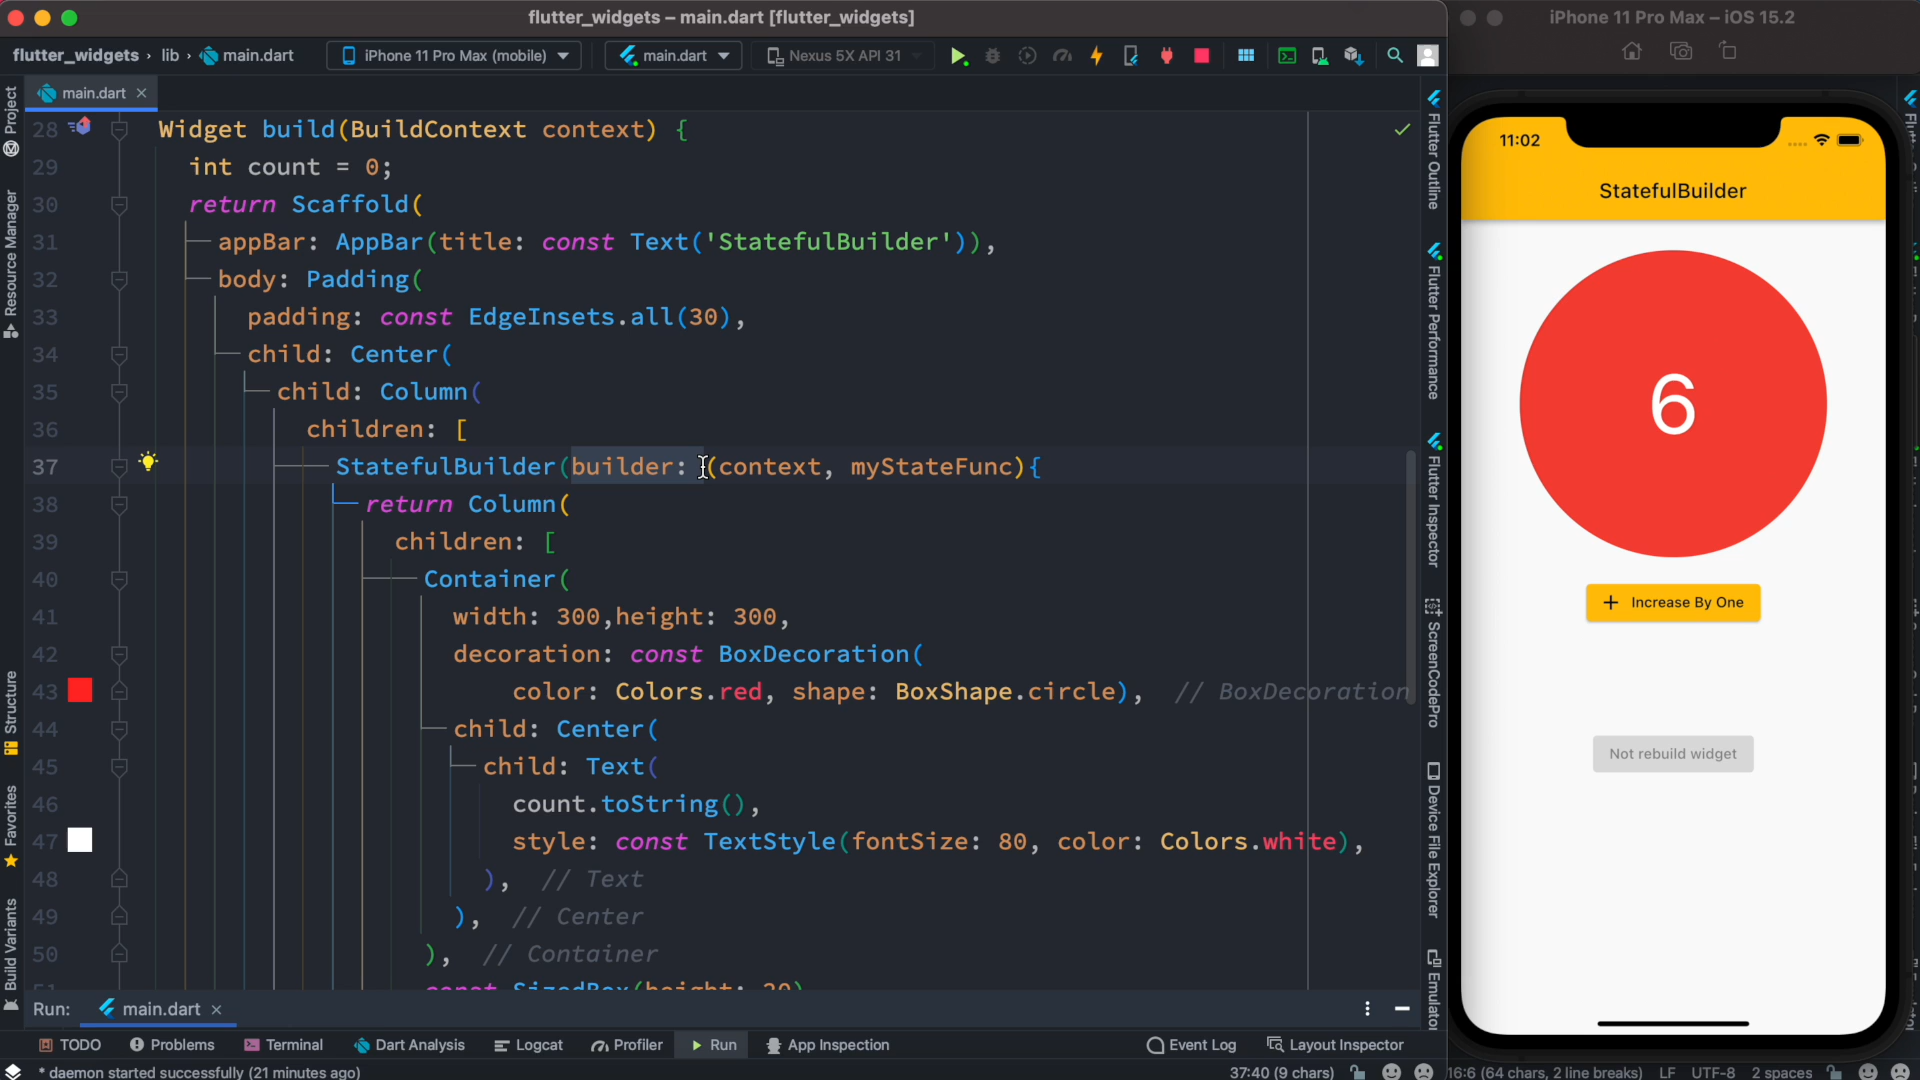 flutter_widgets – main.dart [flutter_widgets]
iPhone 11 Pro Max – iOS 15.2
flutter_widgets › lib › main.dart
iPhone 11 Pro Max (mobile)
main.dart
Nexus 5X API 31
main.dart
Project
Resource Manager
Structure
Favorites
Build Variants
28 Widget build(BuildContext context) {
29 int count = 0;
30 return Scaffold(
31 appBar: AppBar(title: const Text('StatefulBuilder')),
32 body: Padding(
33 padding: const EdgeInsets.all(30),
34 child: Center(
35 child: Column(
36 children: [
37 StatefulBuilder(builder: (context, myStateFunc){
38 return Column(
39 children: [
40 Container(
41 width: 300,height: 300,
42 decoration: const BoxDecoration(
43 color: Colors.red, shape: BoxShape.circle), // BoxDecoration
44 child: Center(
45 child: Text(
46 count.toString(),
47 style: const TextStyle(fontSize: 80, color: Colors.white),
48 ), // Text
49 ), // Center
50 ), // Container
51 const SizedBox(height: 20)
Flutter Outline
Flutter Performance
Flutter Inspector
ScreenCodePro
Device File Explorer
Emulator
11:02
StatefulBuilder
6
+ Increase By One
Not rebuild widget
Run: main.dart
TODO
Problems
Terminal
Dart Analysis
Logcat
Profiler
Run
App Inspection
Event Log
Layout Inspector
* daemon started successfully (21 minutes ago)
37:40 (9 chars)
16:6 (64 chars, 2 line breaks)
LF
UTF-8
2 spaces